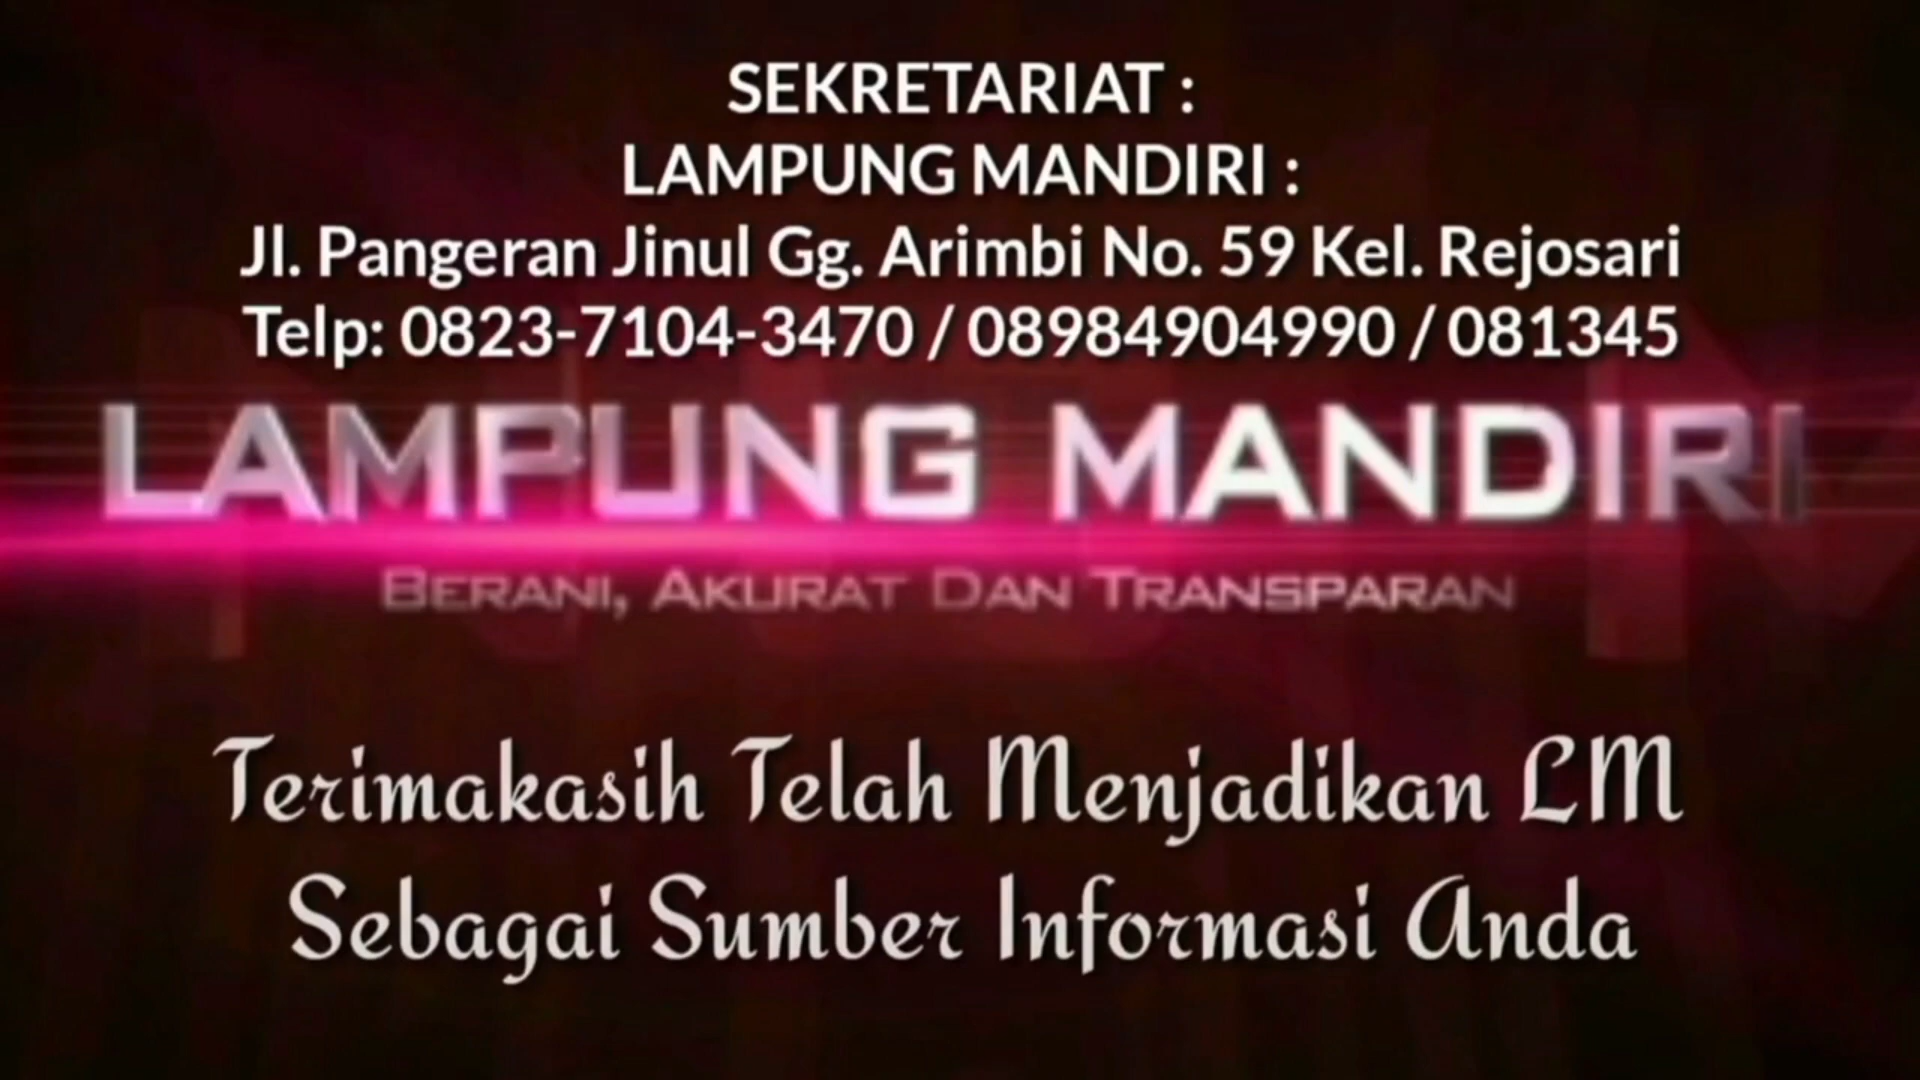 SEKRETARIAT :
LAMPUNG MANDIRI :
Jl. Pangeran Jinul Gg. Arimbi No. 59 Kel. Rejosari
Telp: 0823-7104-3470 / 08984904990 / 081345
LAMPUNG MANDIRI
BERANI, AKURAT DAN TRANSPARAN
Terimakasih Telah Menjadikan LM
Sebagai Sumber Informasi Anda